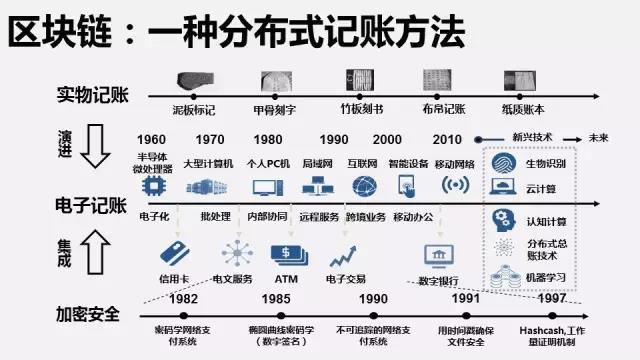 区块链：一种分布式记账方法
实物记账
泥板标记 甲骨刻字 竹板刻书 布帛记账 纸质账本
演进
1960 1970 1980 1990 2000 2010 新兴技术 未来
半导体 大型计算机 个人PC机 局域网 互联网 智能设备 移动网络
微处理器
生物识别
云计算
电子记账
电子化 批处理 内部协同 远程服务 跨境业务 移动办公
认知计算
分布式总
账技术
集成
机器学习
信用卡 电文服务 ATM 电子交易 数字银行
1982 1985 1990 1991 1997
加密安全
密码学网络支 椭圆曲线密码学 不可追踪的网络支 用时间戳确保 Hashcash,工作
付系统 （数字签名） 付系统 文件安全 量证明机制